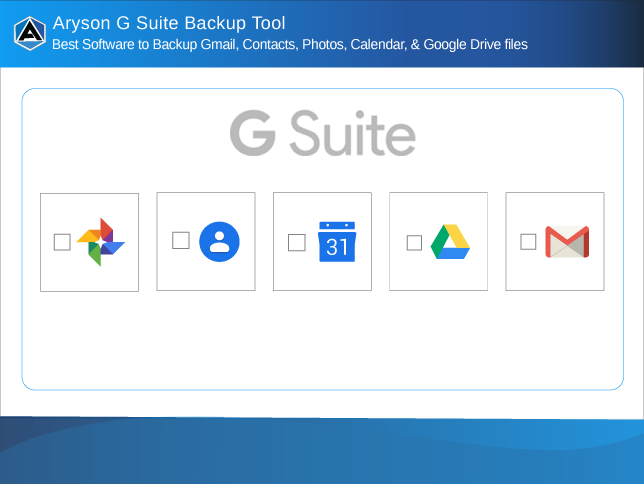 Aryson G Suite Backup Tool
Best Software to Backup Gmail, Contacts, Photos, Calendar, & Google Drive files
G Suite
31